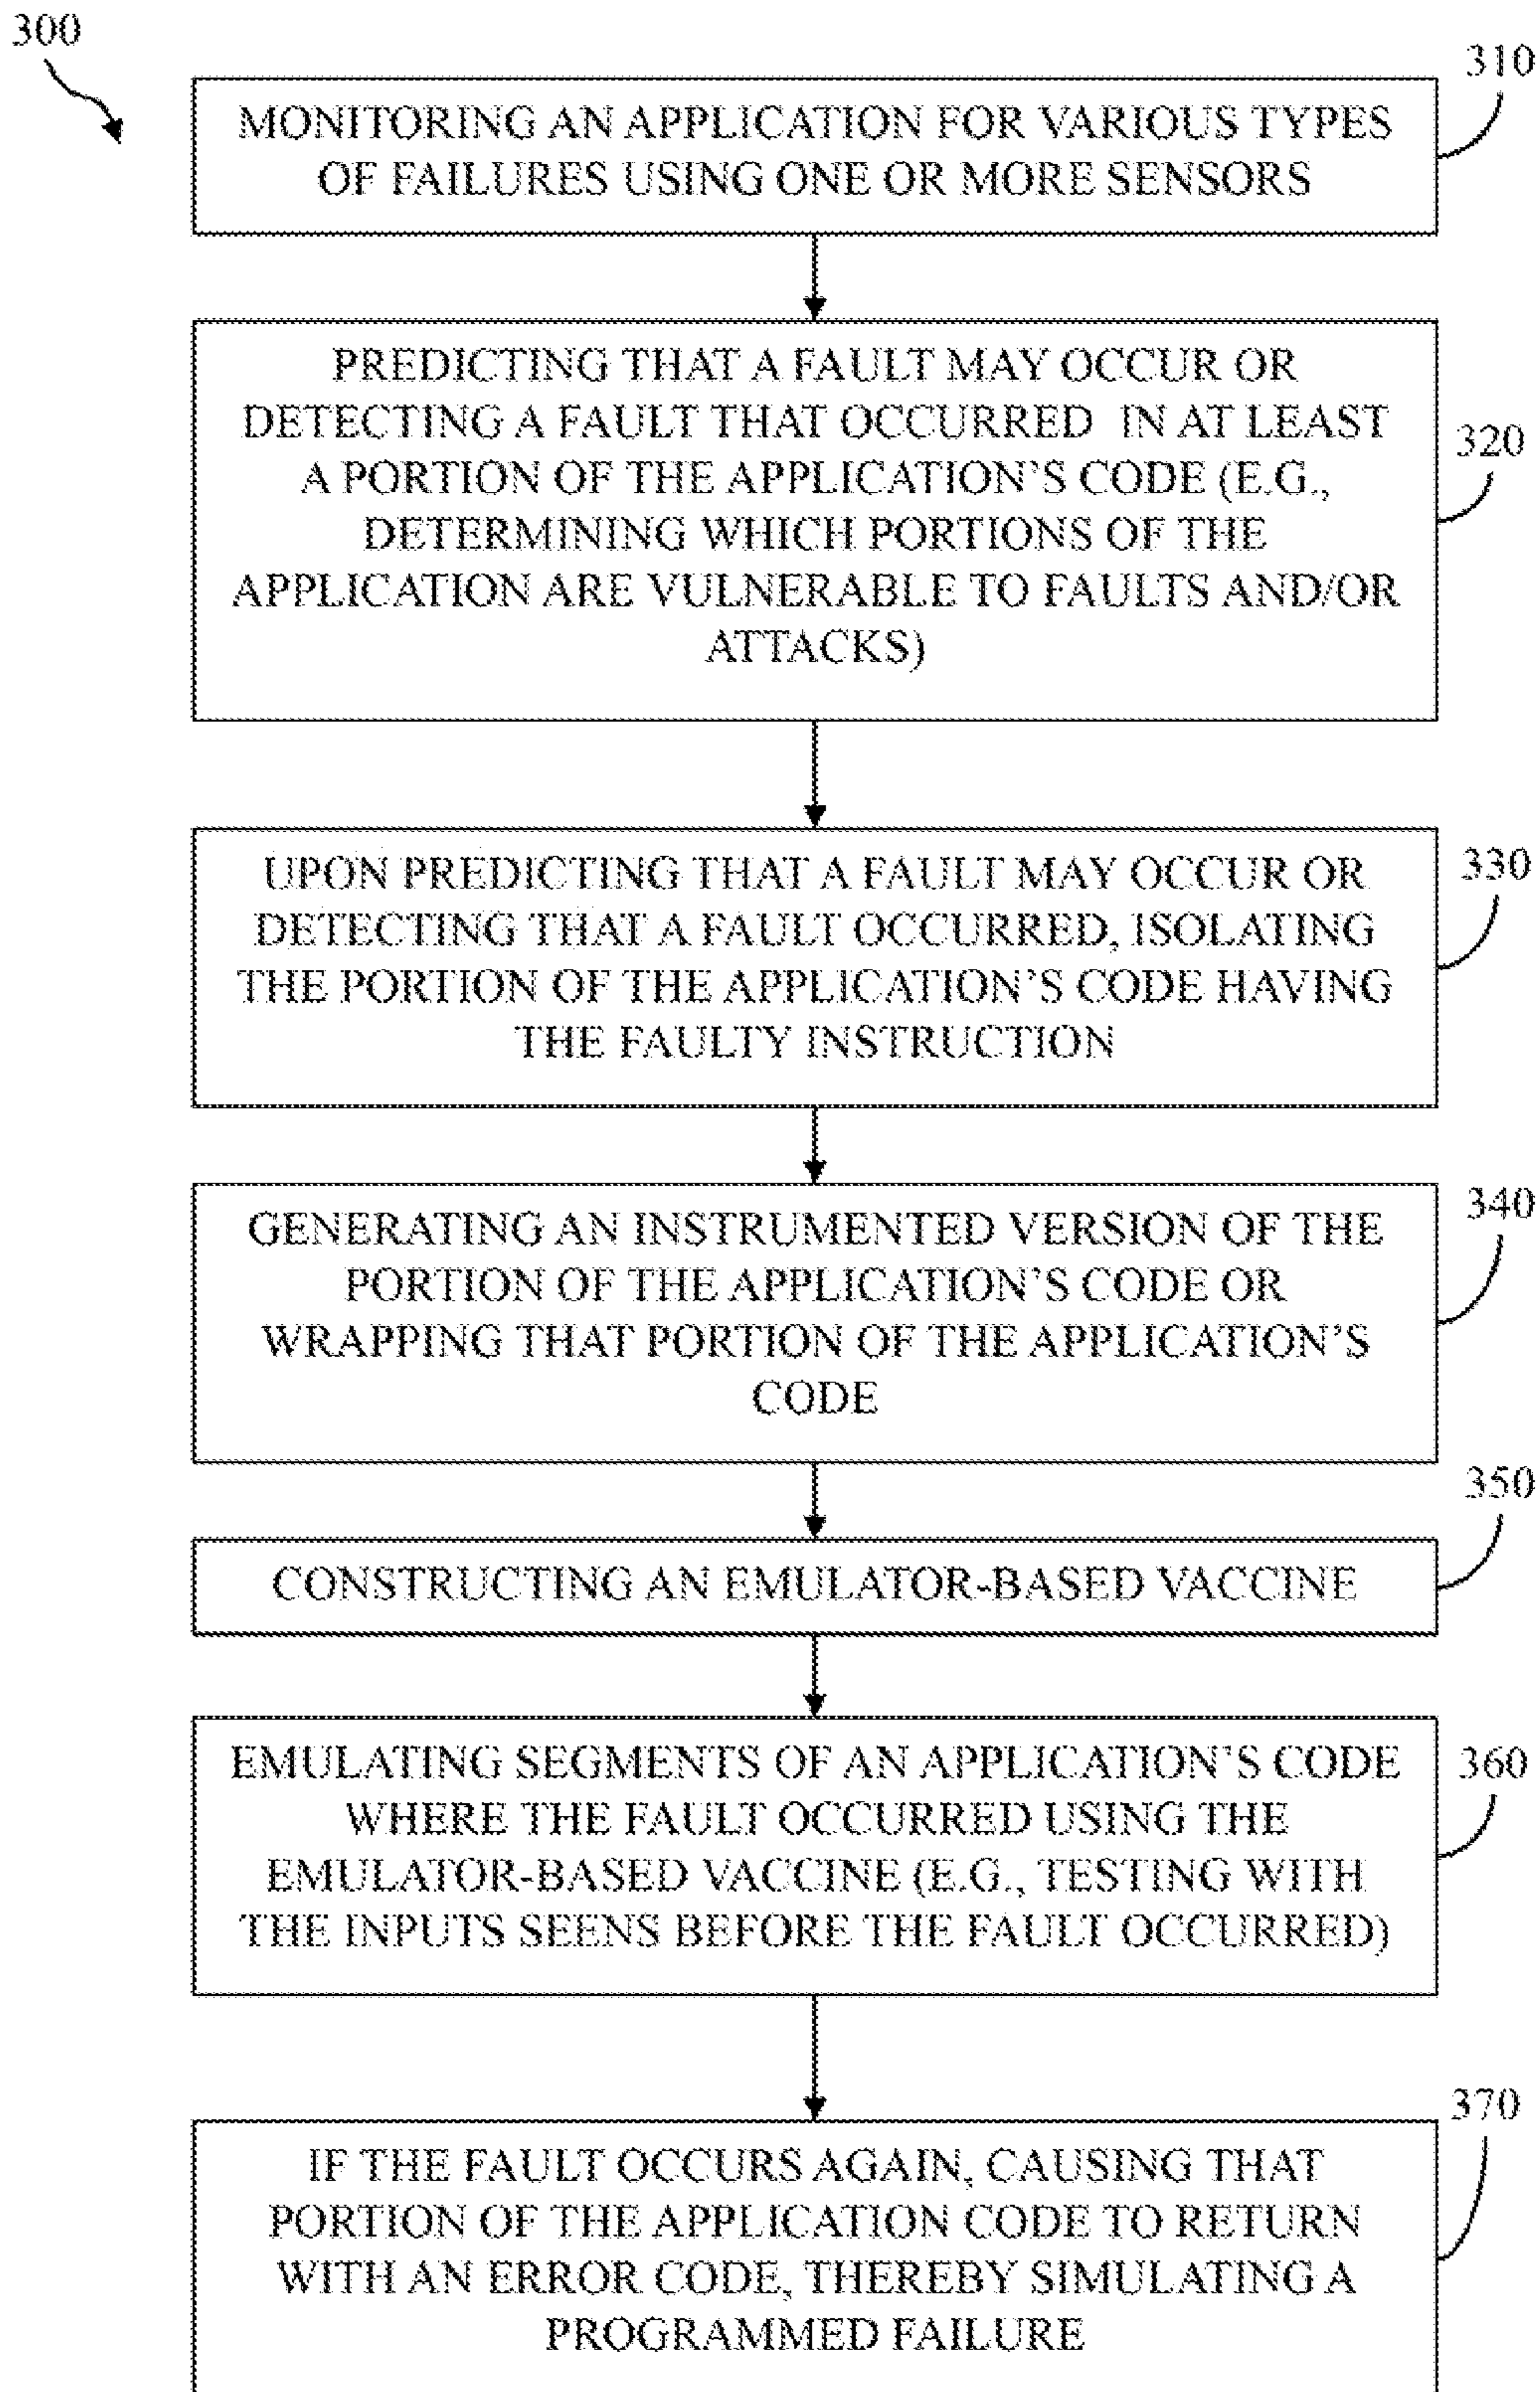 300
310
MONITORING AN APPLICATION FOR VARIOUS TYPES
OF FAILURES USING ONE OR MORE SENSORS
320
PREDICTING THAT A FAULT MAY OCCUR OR
DETECTING A FAULT THAT OCCURRED IN AT LEAST
A PORTION OF THE APPLICATION'S CODE (E.G.,
DETERMINING WHICH PORTIONS OF THE
APPLICATION ARE VULNERABLE TO FAULTS AND/OR
ATTACKS)
330
UPON PREDICTING THAT A FAULT MAY OCCUR OR
DETECTING THAT A FAULT OCCURRED, ISOLATING
THE PORTION OF THE APPLICATION'S CODE HAVING
THE FAULTY INSTRUCTION
340
GENERATING AN INSTRUMENTED VERSION OF THE
PORTION OF THE APPLICATION'S CODE OR
WRAPPING THAT PORTION OF THE APPLICATION'S
CODE
350
CONSTRUCTING AN EMULATOR-BASED VACCINE
360
EMULATING SEGMENTS OF AN APPLICATION'S CODE
WHERE THE FAULT OCCURRED USING THE
EMULATOR-BASED VACCINE (E.G., TESTING WITH
THE INPUTS SEENS BEFORE THE FAULT OCCURRED)
370
IF THE FAULT OCCURS AGAIN, CAUSING THAT
PORTION OF THE APPLICATION CODE TO RETURN
WITH AN ERROR CODE, THEREBY SIMULATING A
PROGRAMMED FAILURE